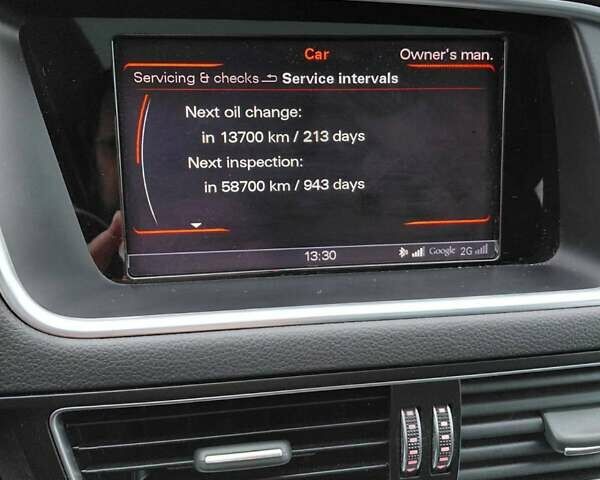 Car
Owner's man.
Servicing & checks Service intervals
Next oil change:
in 13700 km / 213 days
Next inspection:
in 58700 km / 943 days
13:30
Google 2G